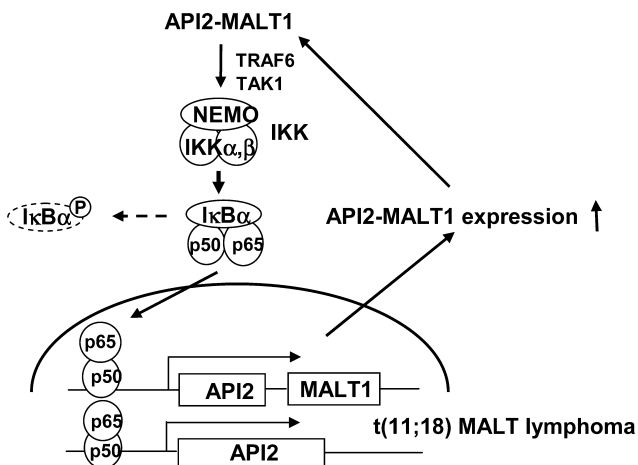 API2-MALT1
TRAF6
TAK1
NEMO
IKK
IKKα,β
IκBα
P
IκBα
API2-MALT1 expression
p50
p65
p65
p50
API2
MALT1
p65
t(11;18) MALT lymphoma
p50
API2